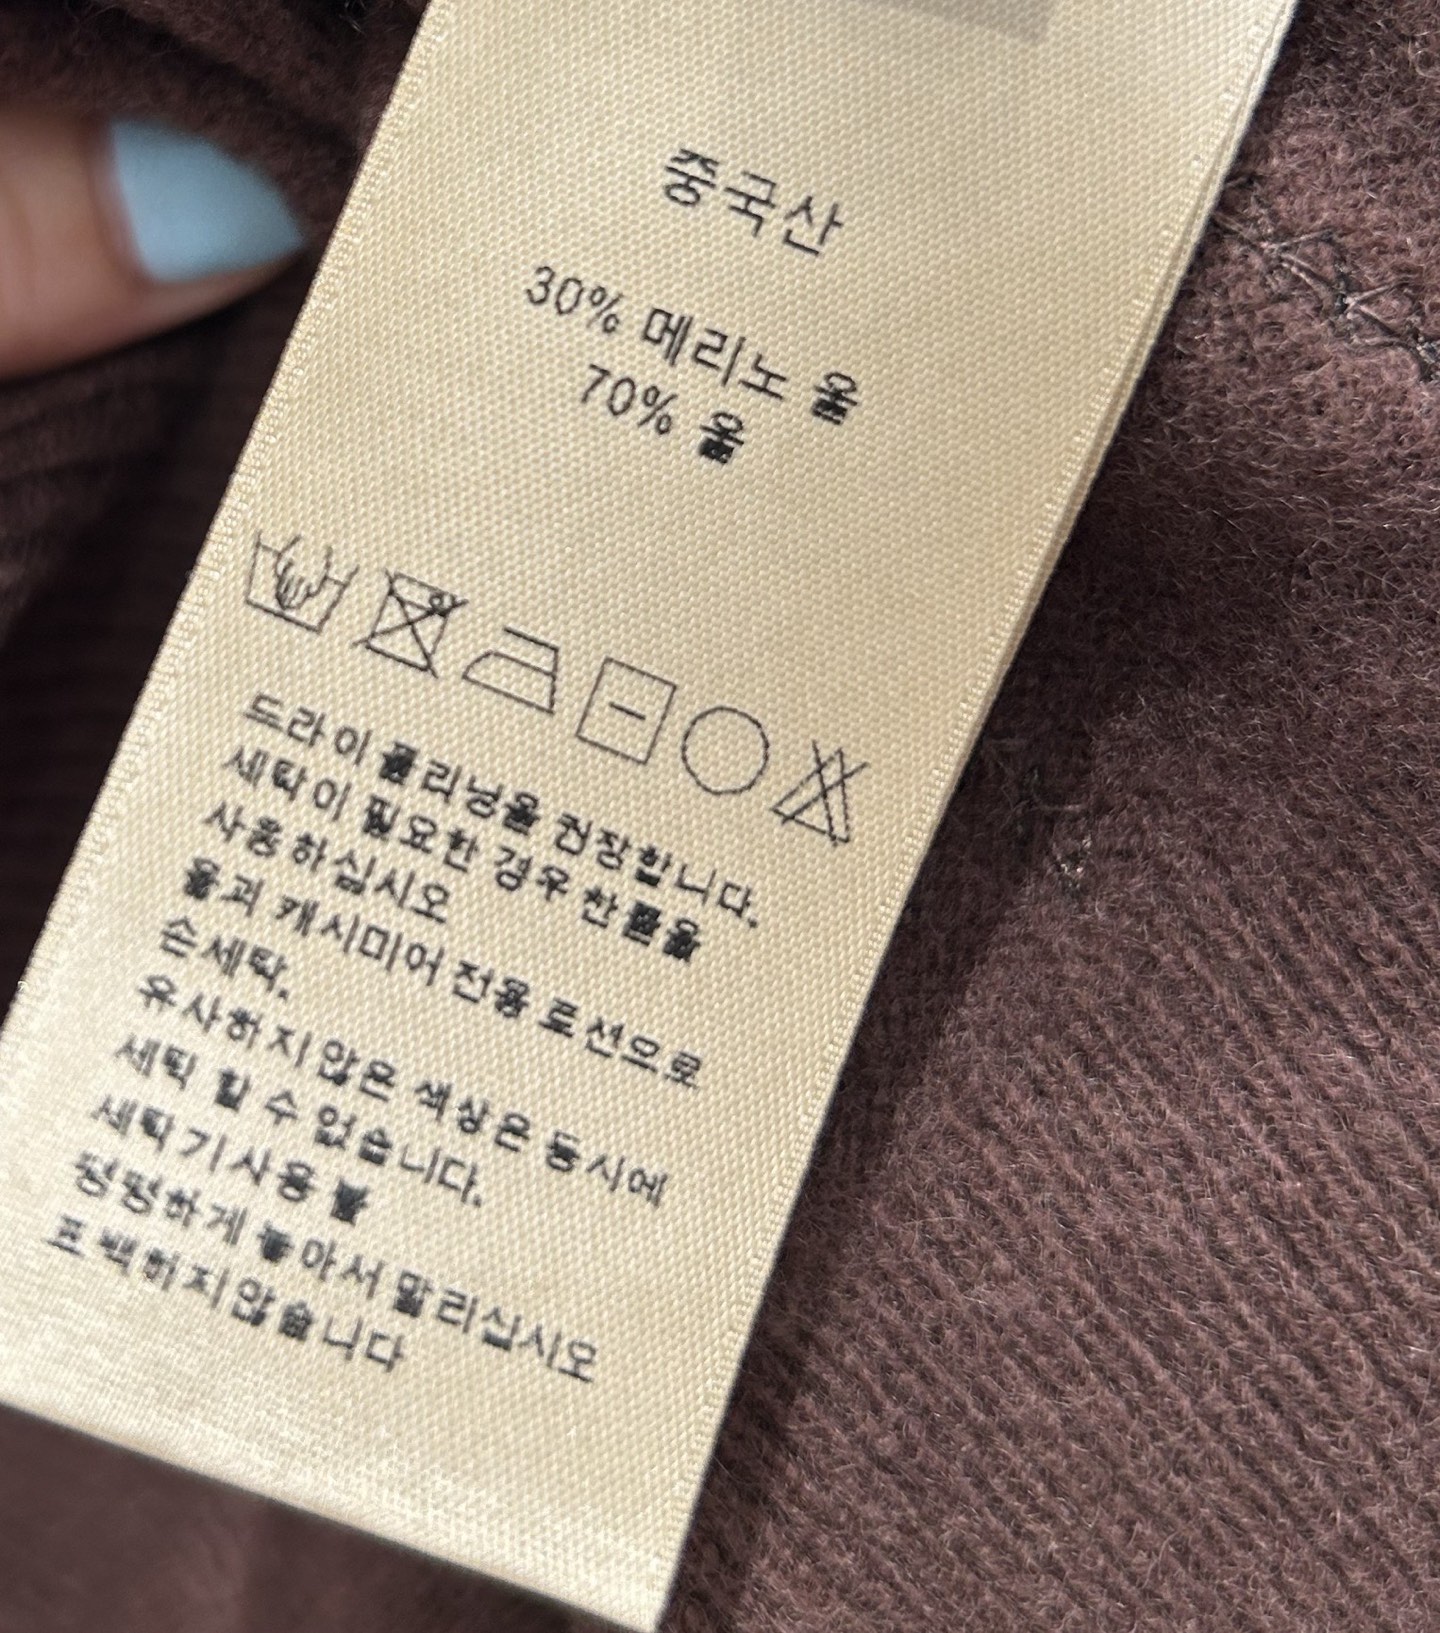 중국산
30% 메리노 울
70% 울
드라이 클리닝을 권장합니다.
세탁이 필요한 경우 찬물을
사용하십시오
울과 캐시미어 전용 로션으로
손세탁.
유사하지않은 색상은 동시에
세탁 할 수 없습니다.
세탁기사용 불
평평하게 놓아서 말리십시오
표백하지않습니다